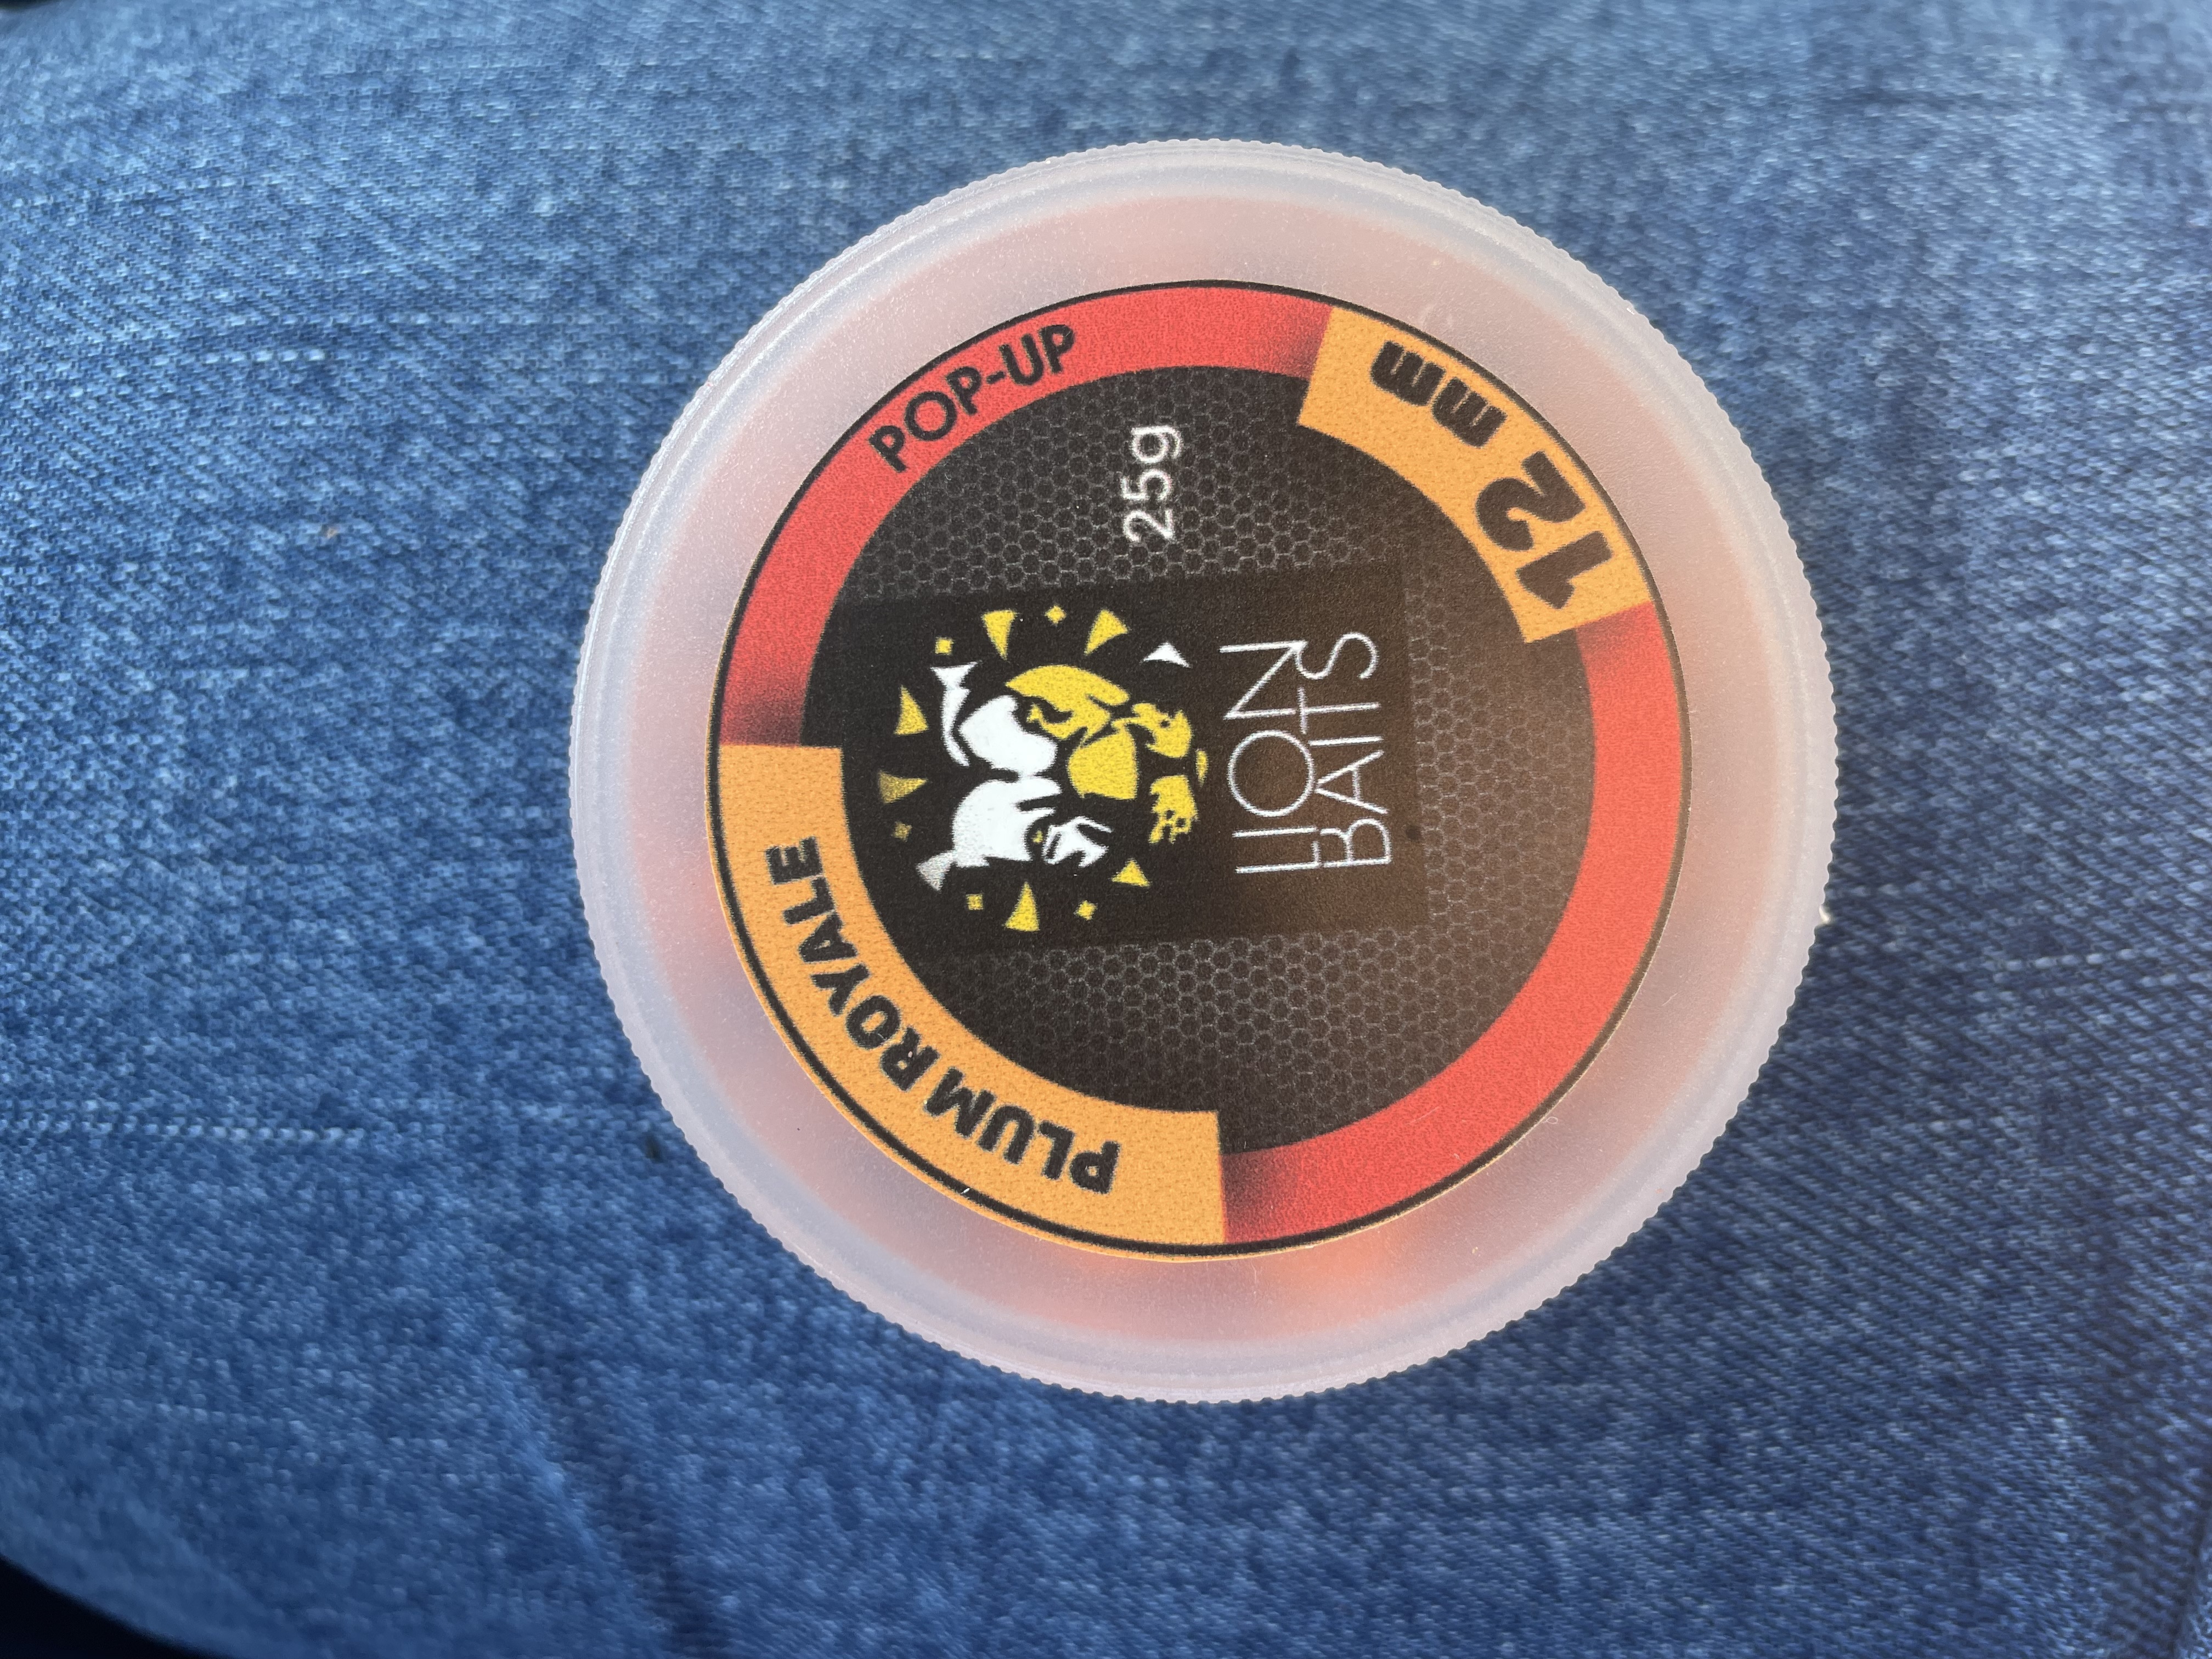 PLUM ROYALE
POP-UP
25g
LION
BAITS
12 mm